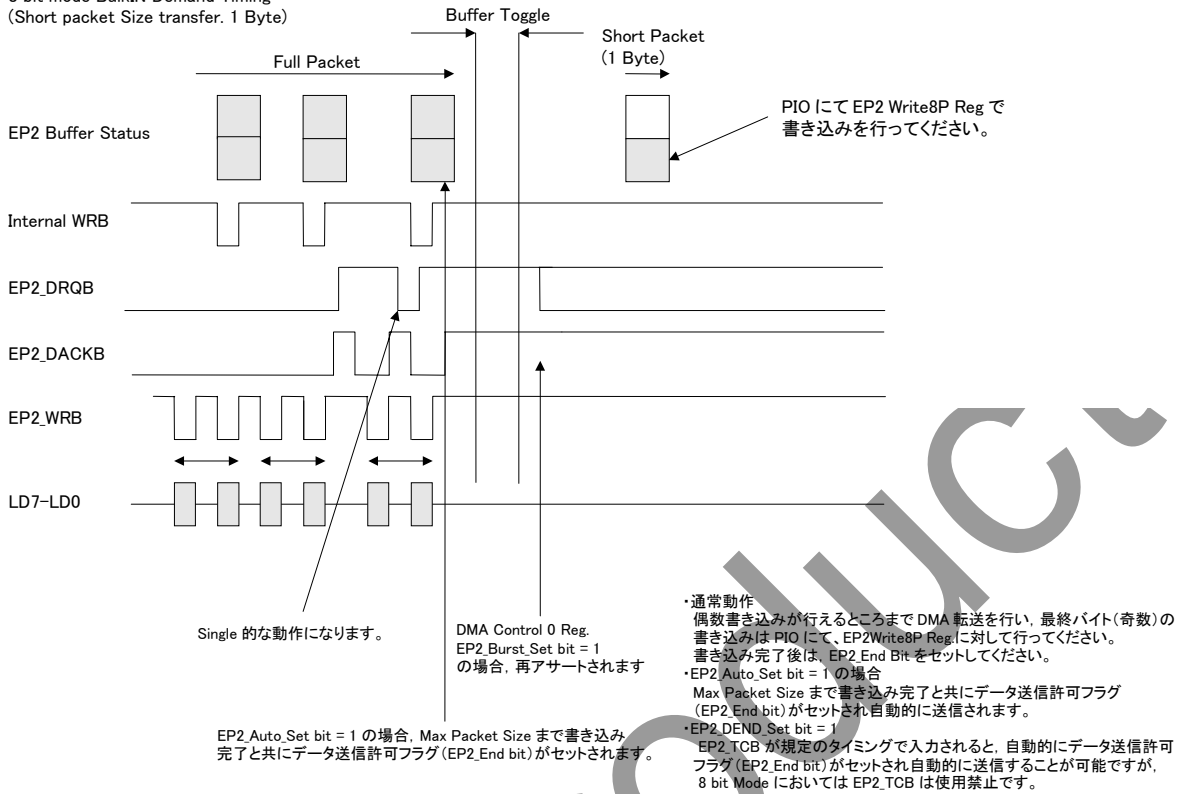 (Short packet Size transfer. 1 Byte)
Buffer Toggle
Full Packet
Short Packet
(1 Byte)
EP2 Buffer Status
PIO にて EP2 Write8P Reg で
書き込みを行ってください。
Internal WRB
EP2_DRQB
EP2_DACKB
EP2_WRB
LD7-LD0
Single 的な動作になります。
DMA Control 0 Reg.
EP2_Burst_Set bit = 1
の場合，再アサートされます
EP2_Auto_Set bit = 1 の場合，Max Packet Size まで書き込み
完了と共にデータ送信許可フラグ（EP2_End bit）がセットされます。
・通常動作
偶数書き込みが行えるところまで DMA 転送を行い，最終バイト（奇数）の
書き込みは PIO にて、EP2Write8P Reg.に対して行ってください。
書き込み完了後は，EP2_End Bit をセットしてください。
・EP2_Auto_Set bit = 1 の場合
Max Packet Size まで書き込み完了と共にデータ送信許可フラグ
（EP2_End bit）がセットされ自動的に送信されます。
・EP2_DEND_Set bit = 1
EP2_TCB が規定のタイミングで入力されると，自動的にデータ送信許可
フラグ（EP2_End bit）がセットされ自動的に送信することが可能ですが，
8 bit Mode においては EP2_TCB は使用禁止です。